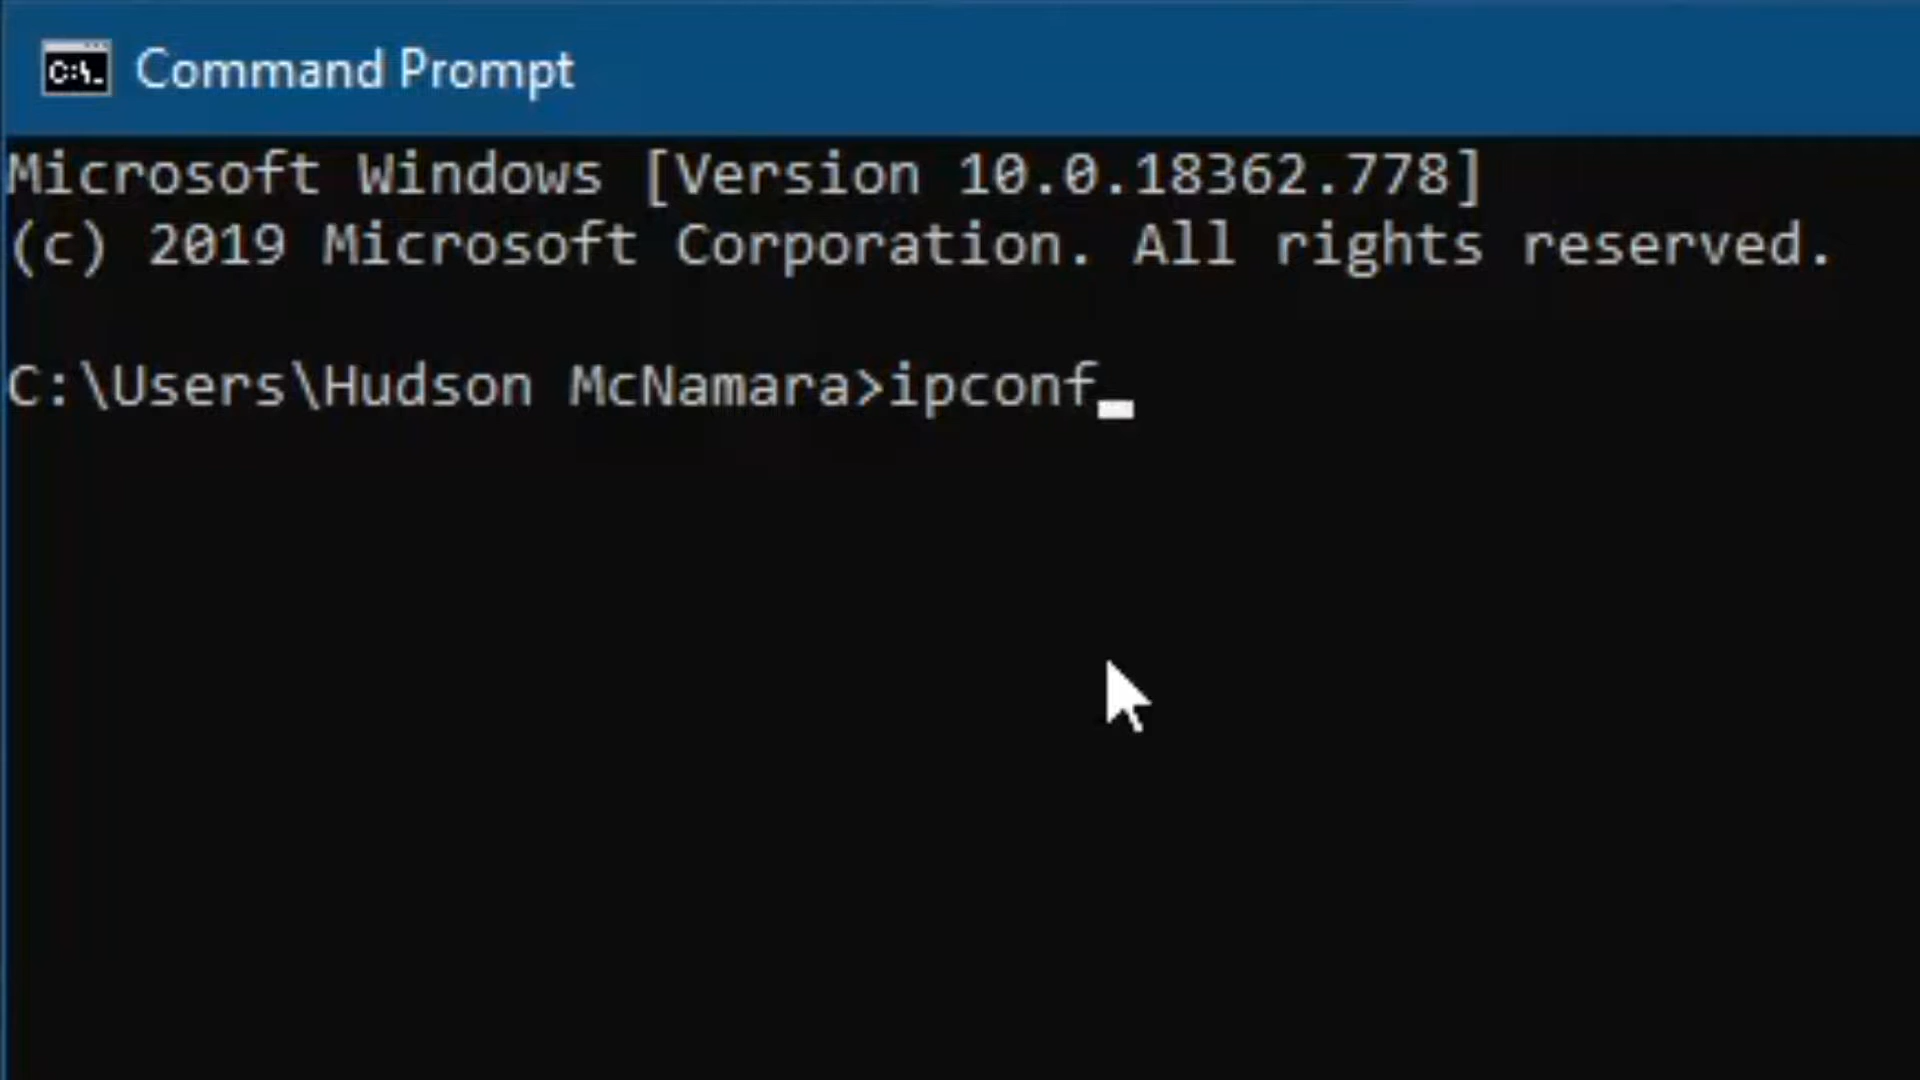 C:\.
Command Prompt
Microsoft Windows [Version 10.0.18362.778]
(c) 2019 Microsoft Corporation. All rights reserved.
C:\Users\Hudson McNamara>ipconf